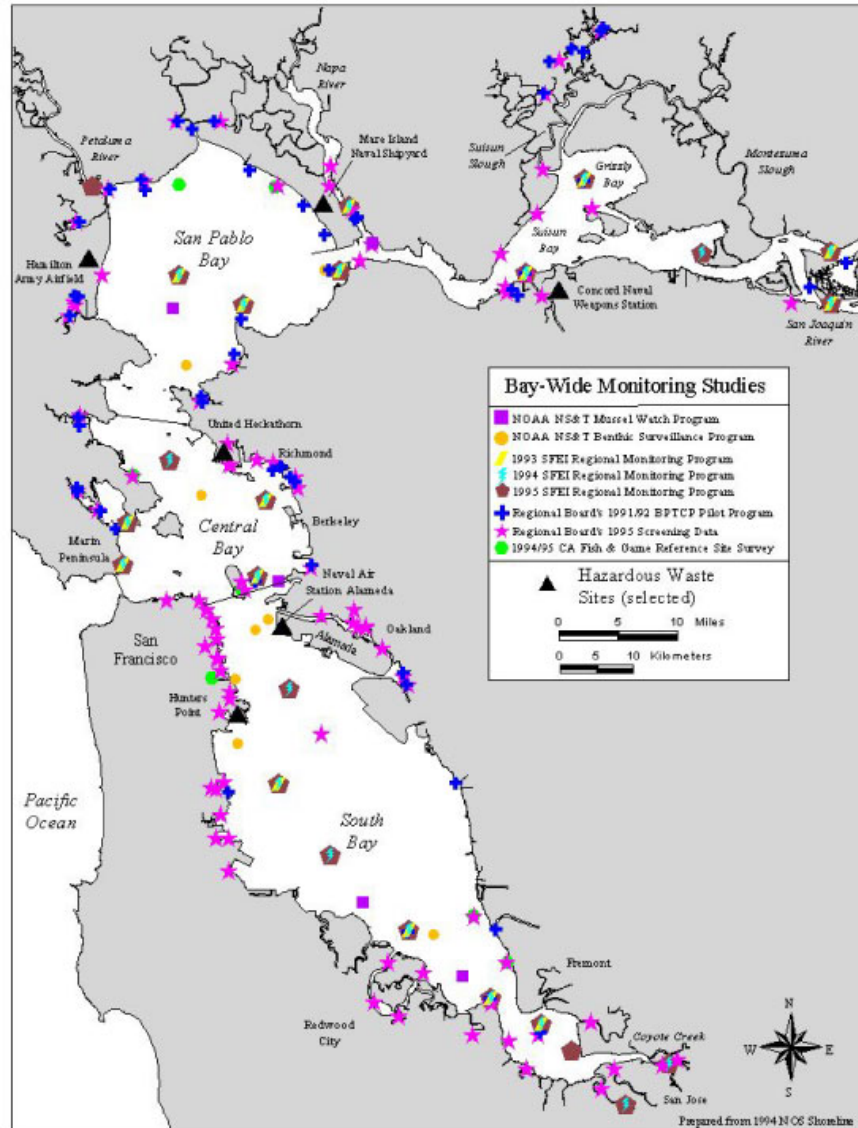 Napa
River
Petaluma
River
Mare Island
Naval Shipyard
Suisun
Slough
Grizzly
Bay
Montezuma
Slough
San Pablo
Bay
Suisun
Bay
Hamilton
Army Airfield
Concord Naval
Weapons Station
San Joaquin
River
Bay-Wide Monitoring Studies
NOAA NS&T Mussel Watch Program
NOAA NS&T Benthic Surveillance Program
1993 SFEI Regional Monitoring Program
1994 SFEI Regional Monitoring Program
1995 SFEI Regional Monitoring Program
Regional Board's 1991/92 BPTCP Pilot Program
Regional Board's 1995 Screening Data
1994/95 CA Fish & Game Reference Site Survey
Hazardous Waste
Sites (selected)
0 5 10 Miles
0 5 10 Kilometers
United Heckathorn
Richmond
Berkeley
Central
Bay
Marin
Peninsula
Naval Air
Station Alameda
Alameda
Oakland
San
Francisco
Hunters
Point
Pacific
Ocean
South
Bay
Fremont
Redwood
City
Coyote Creek
San Jose
N
W E
S
Prepared from 1994 NOS Shoreline